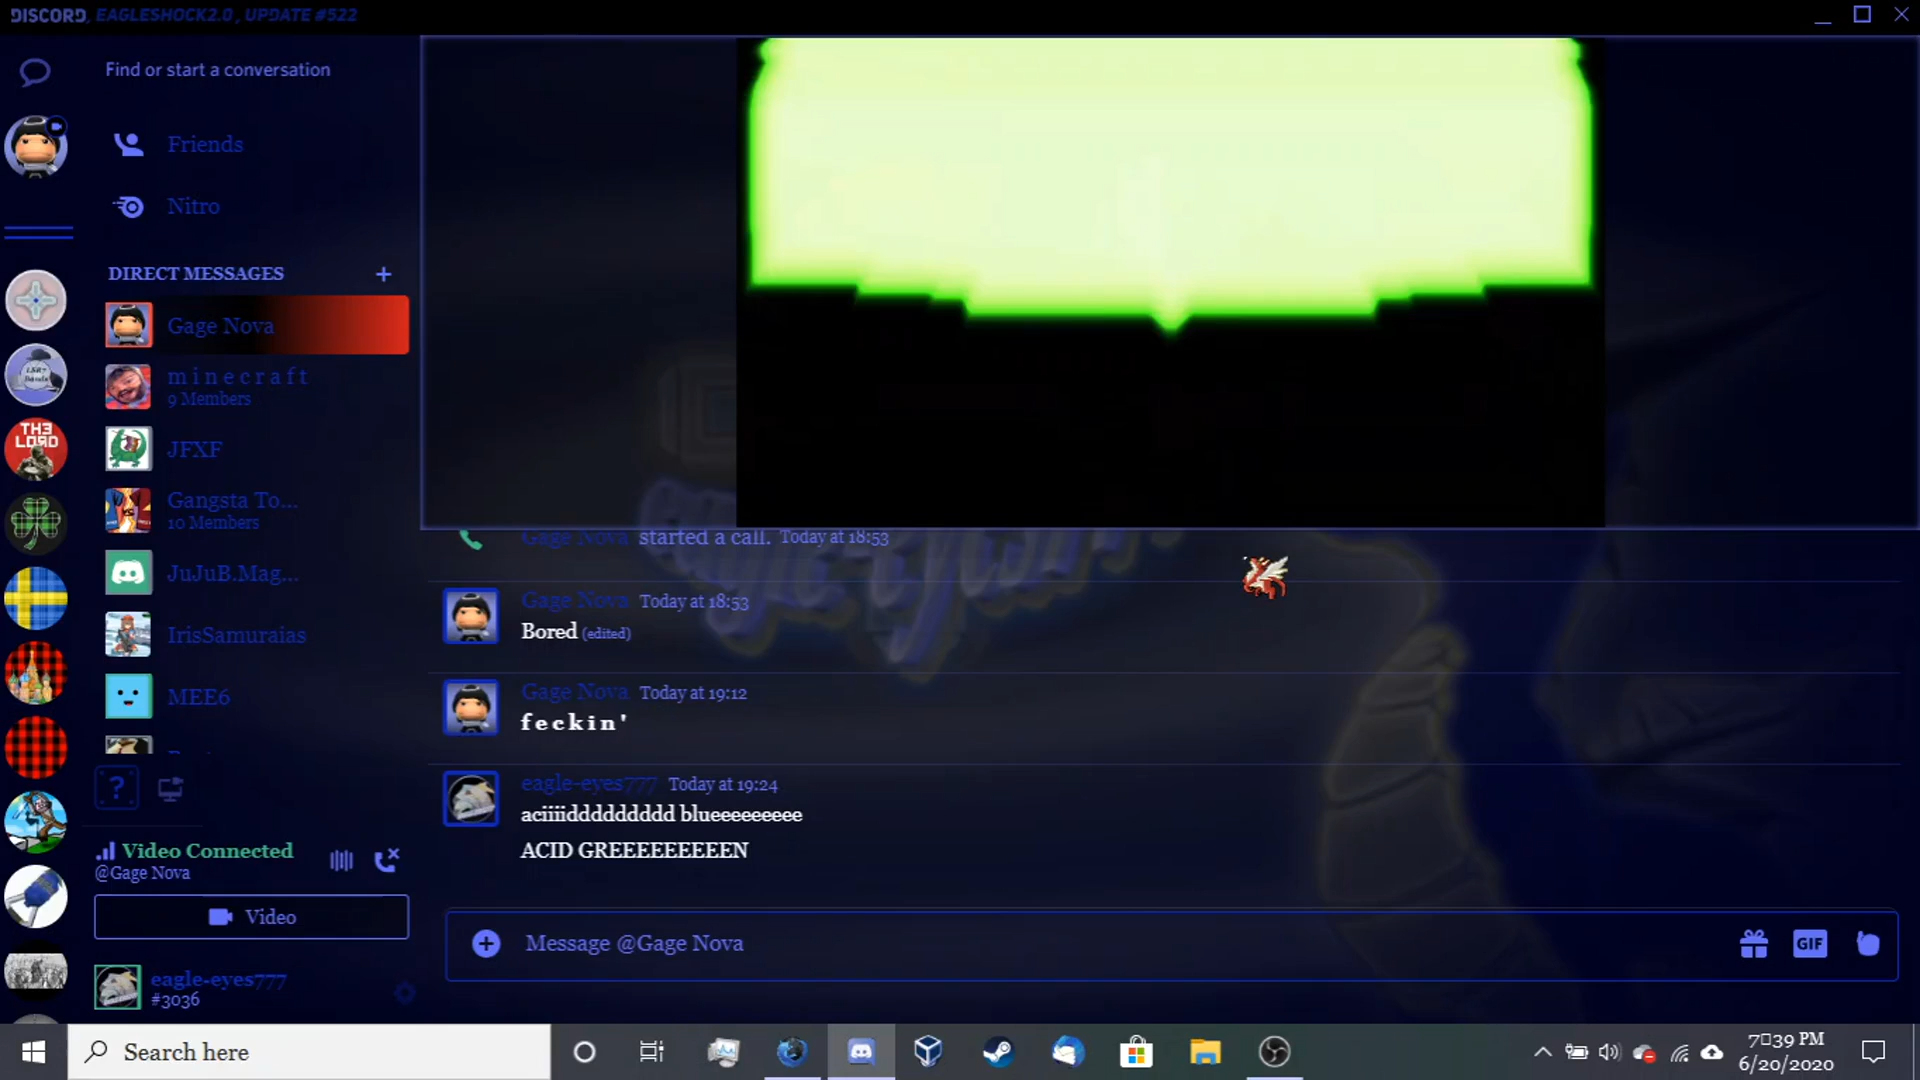 DISCORD, EAGLESHOCK2.0, UPDATE #522
Find or start a conversation
Friends
Nitro
DIRECT MESSAGES
Gage Nova
minecraft
9 Members
JFXF
Gangsta To...
10 Members
JuJuB.Mag...
IrisSamuraias
MEE6
THE
LORD
?
Video Connected
@Gage Nova
Video
eagle-eyes777
#3036
Gage Nova started a call. Today at 18:53
Gage Nova Today at 18:53
Bored (edited)
Gage Nova Today at 19:12
feckin'
eagle-eyes777 Today at 19:24
aciiiiddddddddd blueeeeeeeee
ACID GREEEEEEEEEEN
Message @Gage Nova
GIF
Search here
7▯39 PM
6/20/2020